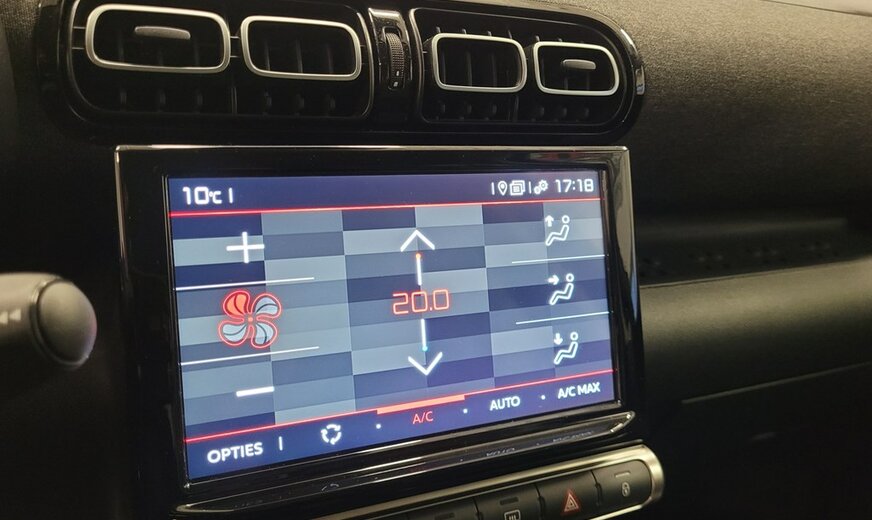 10°C 17:18
20.0
OPTIES A/C AUTO A/C MAX